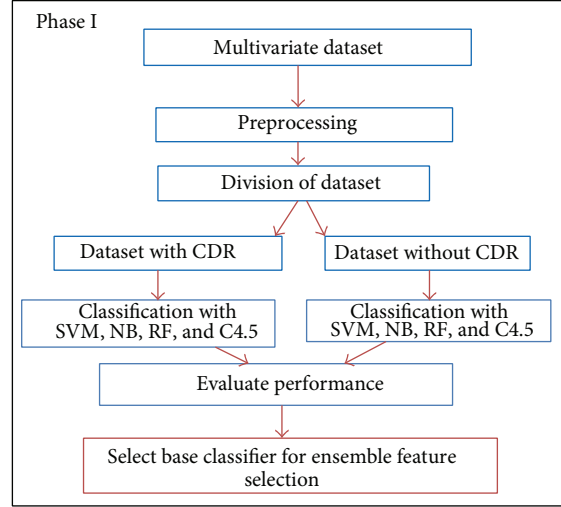 Phase I
Multivariate dataset
Preprocessing
Division of dataset
Dataset with CDR
Dataset without CDR
Classification with
SVM, NB, RF, and C4.5
Classification with
SVM, NB, RF, and C4.5
Evaluate performance
Select base classifier for ensemble feature
selection